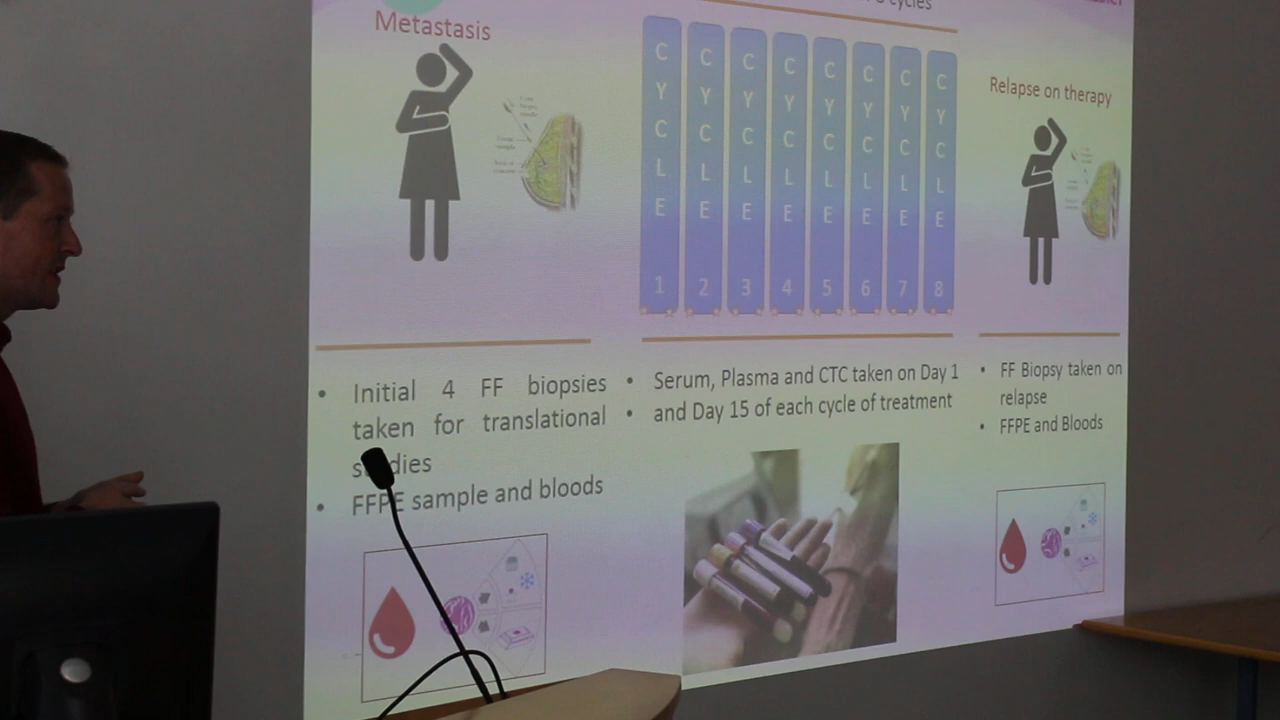 cycles
Metastasis
Relapse on therapy
CYCLE 1
CYCLE 2
CYCLE 3
CYCLE 4
CYCLE 5
CYCLE 6
CYCLE 7
CYCLE 8
• Initial 4 FF biopsies
taken for translational
studies
• FFPE sample and bloods
• Serum, Plasma and CTC taken on Day 1
• and Day 15 of each cycle of treatment
• FF Biopsy taken on
relapse
• FFPE and Bloods